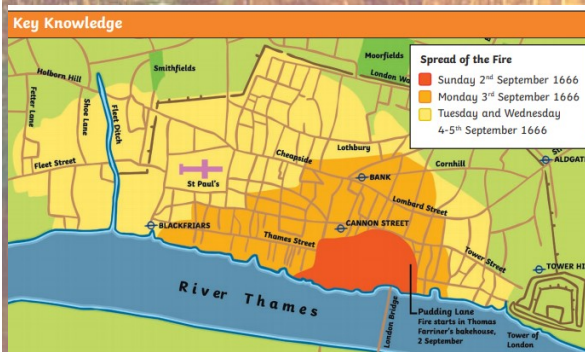 Key Knowledge
Spread of the Fire
Sunday 2nd September 1666
Monday 3rd September 1666
Tuesday and Wednesday
4-5th September 1666
Moorfields
Smithfields
London
Holborn Hill
Fetter Lane
Shoe Lane
Fleet Ditch
Fleet Street
St Paul's
Cheapside
Lothbury
Cornhill
BANK
Lombard Street
CANNON STREET
BLACKFRIARS
Thames Street
Tower Street
TOWER HI
ALDGAT
River Thames
London Bridge
Pudding Lane
Fire starts in Thomas
Farriner's bakehouse,
2 September
Tower of
London